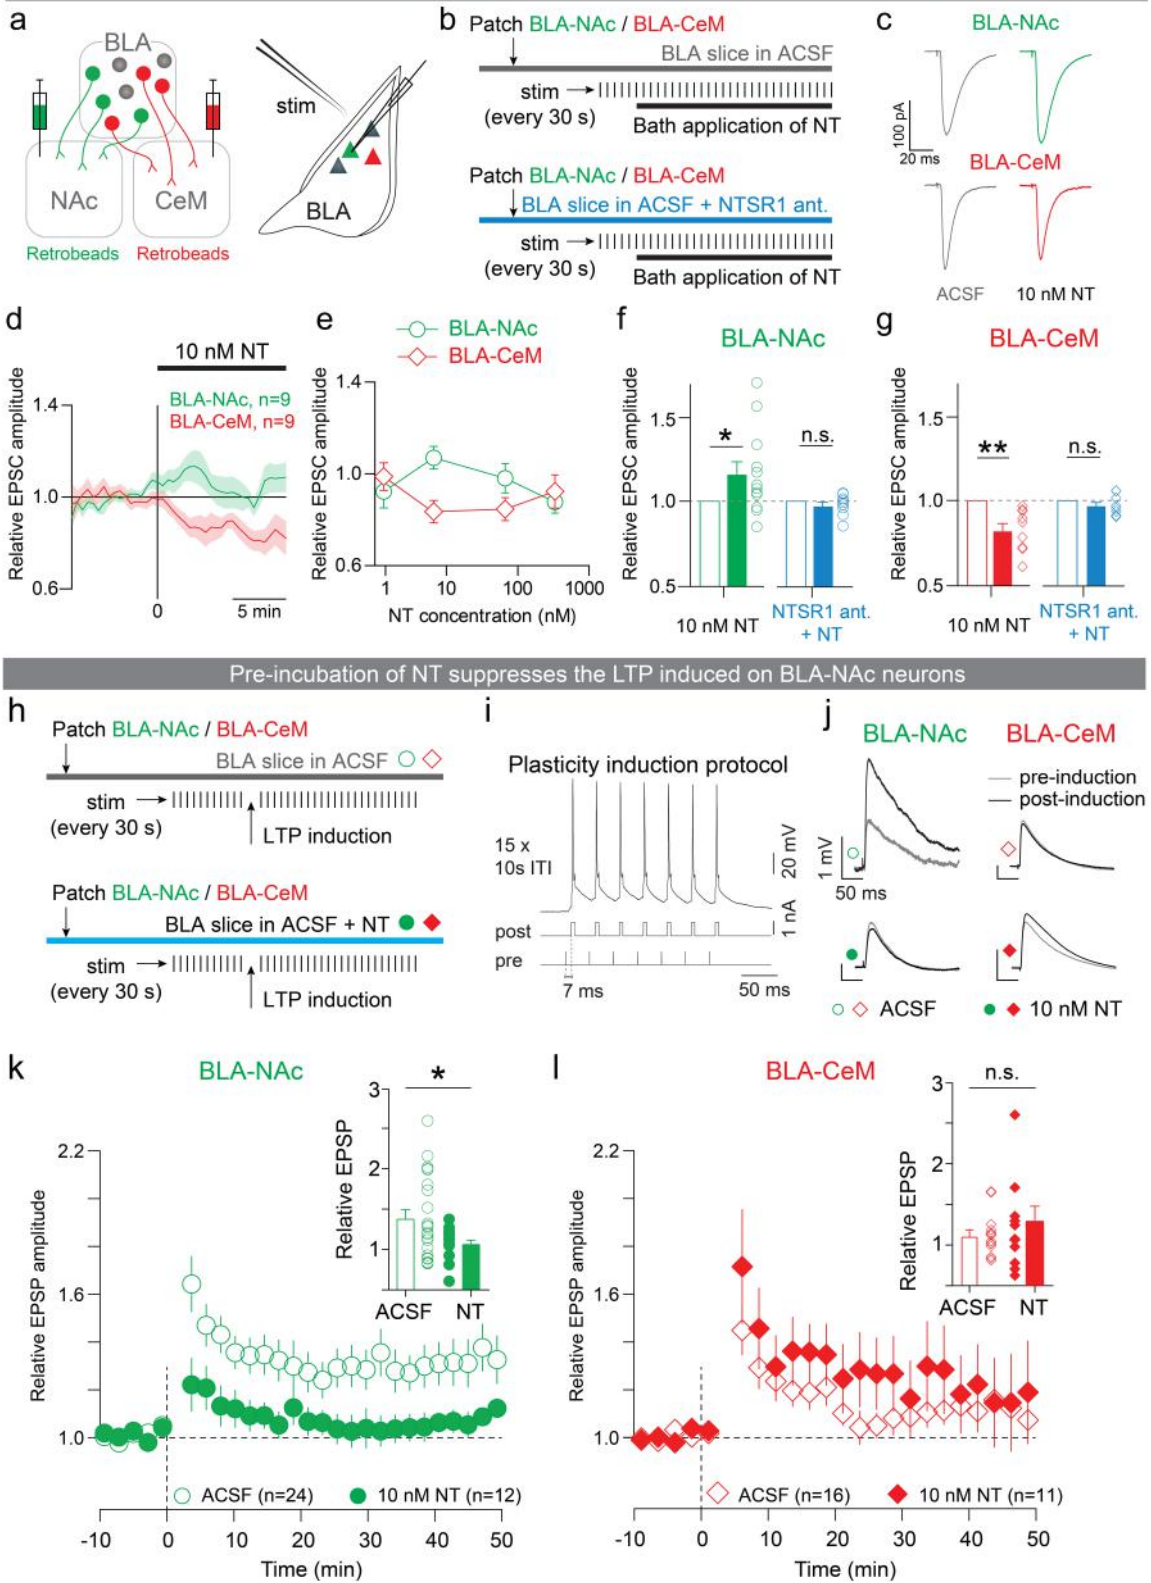 a
BLA
stim
NAc
CeM
BLA
Retrobeads
Retrobeads
b
Patch BLA-NAc / BLA-CeM
BLA slice in ACSF
stim
(every 30 s)
Bath application of NT
Patch BLA-NAc / BLA-CeM
BLA slice in ACSF + NTSR1 ant.
stim
(every 30 s)
Bath application of NT
c
BLA-NAc
100 pA
20 ms
BLA-CeM
ACSF
10 nM NT
d
10 nM NT
BLA-NAc, n=9
BLA-CeM, n=9
Relative EPSC amplitude
1.4
1.0
0.6
0
5 min
e
BLA-NAc
BLA-CeM
Relative EPSC amplitude
1.4
1.0
0.6
1
10
100
1000
NT concentration (nM)
f
BLA-NAc
Relative EPSC amplitude
1.5
1.0
0.5
*
n.s.
10 nM NT
NTSR1 ant.
+ NT
g
BLA-CeM
Relative EPSC amplitude
1.5
1.0
0.5
**
n.s.
10 nM NT
NTSR1 ant.
+ NT
Pre-incubation of NT suppresses the LTP induced on BLA-NAc neurons
h
Patch BLA-NAc / BLA-CeM
BLA slice in ACSF
stim
(every 30 s)
LTP induction
Patch BLA-NAc / BLA-CeM
BLA slice in ACSF + NT
stim
(every 30 s)
LTP induction
i
Plasticity induction protocol
15 x
10s ITI
20 mV
1 nA
post
pre
7 ms
50 ms
j
BLA-NAc
BLA-CeM
pre-induction
post-induction
1 mV
50 ms
ACSF
10 nM NT
k
BLA-NAc
Relative EPSP amplitude
2.2
1.6
1.0
Relative EPSP
3
2
1
*
ACSF
NT
ACSF (n=24)
10 nM NT (n=12)
-10
0
10
20
30
40
50
Time (min)
l
BLA-CeM
Relative EPSP amplitude
2.2
1.6
1.0
Relative EPSP
3
2
1
n.s.
ACSF
NT
ACSF (n=16)
10 nM NT (n=11)
-10
0
10
20
30
40
50
Time (min)